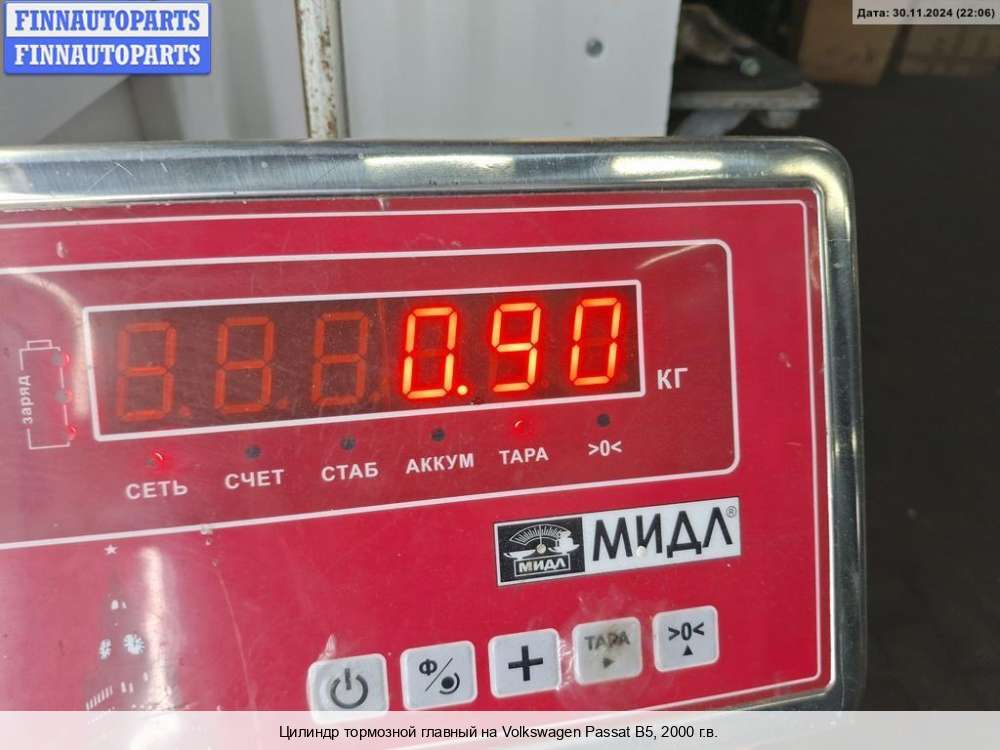 FINNAUTOPARTS
FINNAUTOPARTS
Дата: 30.11.2024 (22:06)
0.90
КГ
заряд
СЕТЬ
СЧЕТ
СТАБ
АККУМ
ТАРА
>0<
МИДЛ
МИДЛ®
Ф/
+
ТАРА
>0<
Цилиндр тормозной главный на Volkswagen Passat B5, 2000 г.в.